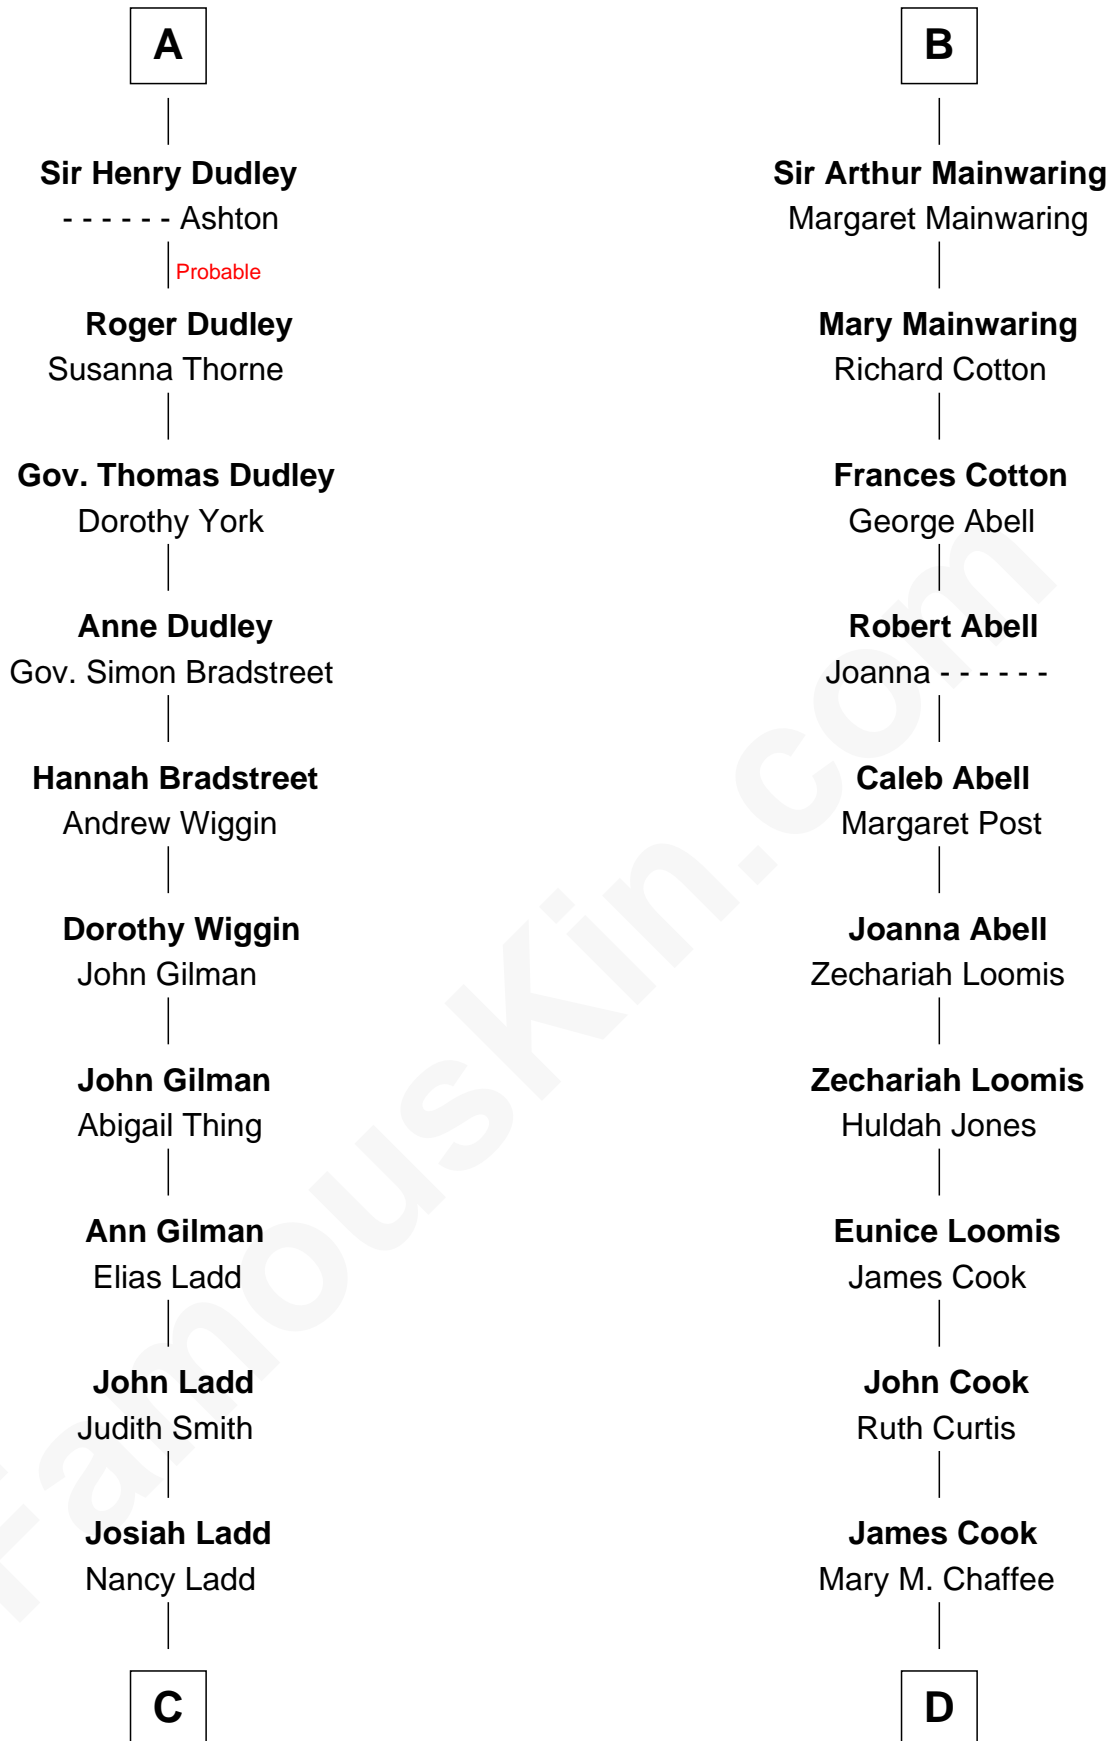 A
Sir Henry Dudley
- - - - - - Ashton
Probable
Roger Dudley
Susanna Thorne
Gov. Thomas Dudley
Dorothy York
Anne Dudley
Gov. Simon Bradstreet
Hannah Bradstreet
Andrew Wiggin
Dorothy Wiggin
John Gilman
John Gilman
Abigail Thing
Ann Gilman
Elias Ladd
John Ladd
Judith Smith
Josiah Ladd
Nancy Ladd
C
B
Sir Arthur Mainwaring
Margaret Mainwaring
Mary Mainwaring
Richard Cotton
Frances Cotton
George Abell
Robert Abell
Joanna - - - - - -
Caleb Abell
Margaret Post
Joanna Abell
Zechariah Loomis
Zechariah Loomis
Huldah Jones
Eunice Loomis
James Cook
John Cook
Ruth Curtis
James Cook
Mary M. Chaffee
D
FamousKin.com